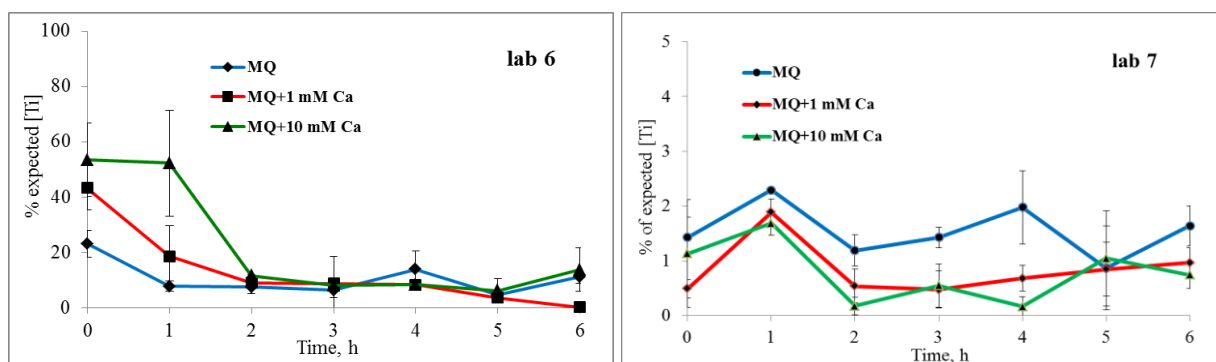 lab 6
% expected [Ti]
100
80
60
40
20
0
MQ
MQ+1 mM Ca
MQ+10 mM Ca
0 1 2 3 4 5 6
Time, h
lab 7
% of expected [Ti]
5
4
3
2
1
0
MQ
MQ+1 mM Ca
MQ+10 mM Ca
0 1 2 3 4 5 6
Time, h